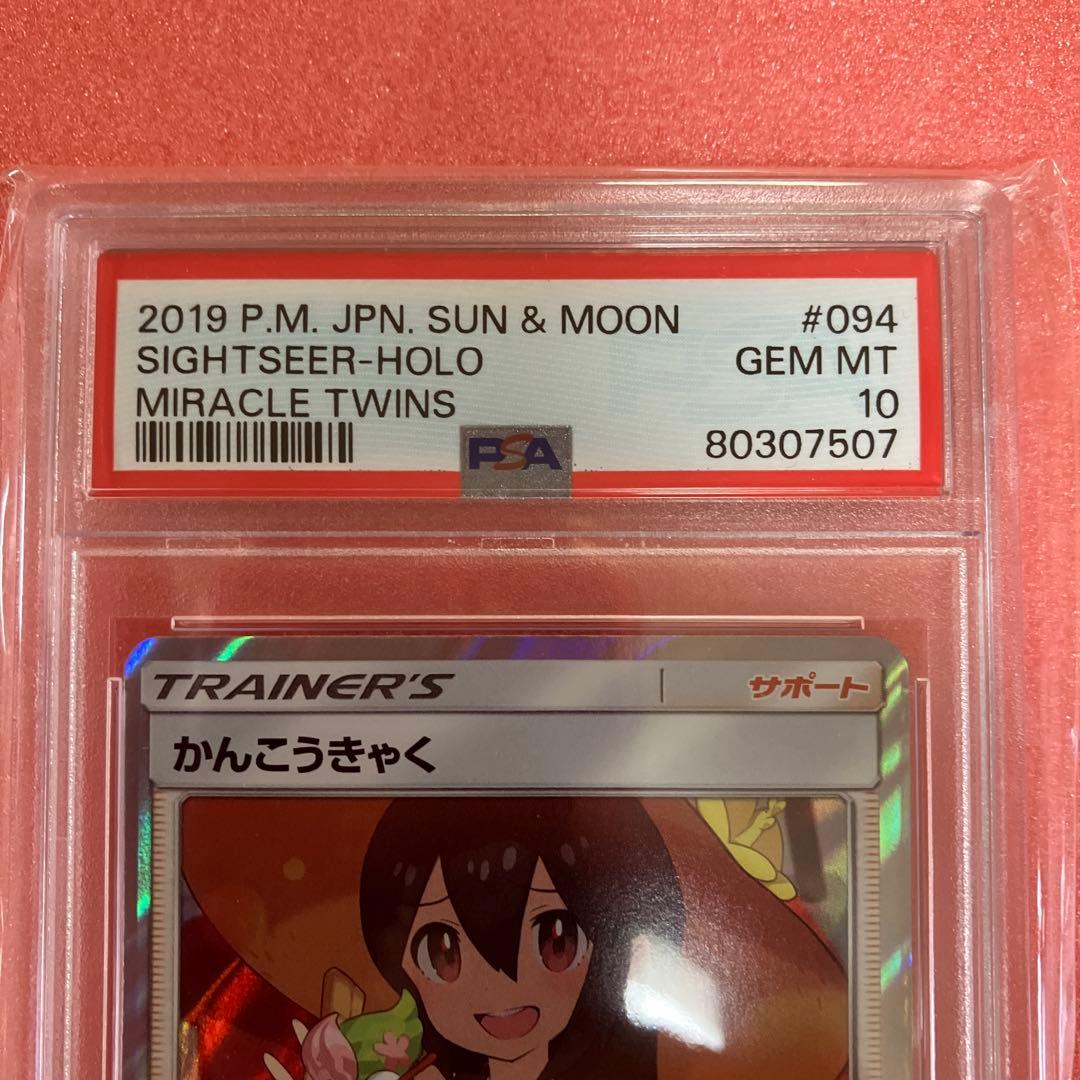 2019 P.M. JPN. SUN & MOON #094
SIGHTSEER-HOLO GEM MT
MIRACLE TWINS 10
PSA 80307507
TRAINER'S サポート
かんこうきゃく